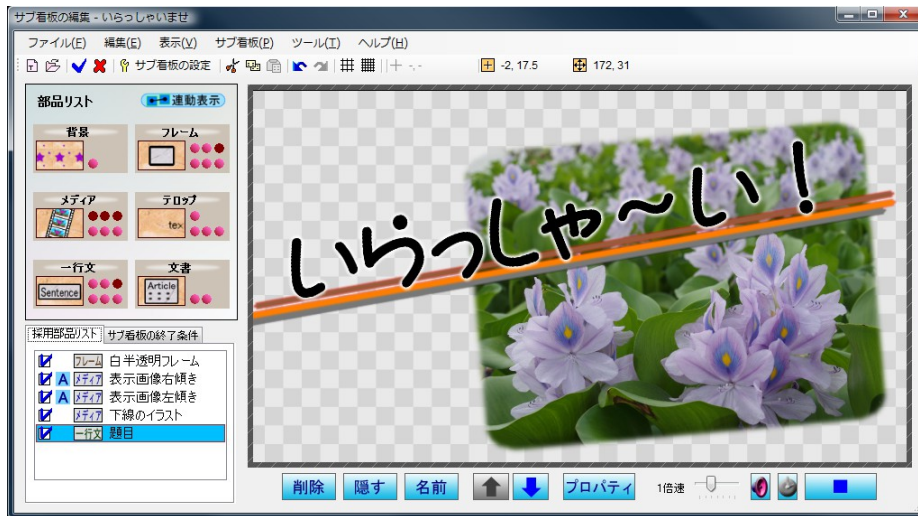 サブ看板の編集 - いらっしゃいませ
ファイル(F) 編集(E) 表示(V) サブ看板(P) ツール(T) ヘルプ(H)
サブ看板の設定 -2, 17.5 172, 31
部品リスト 連動表示
背景 フレーム
メディア テロップ
tex
一行文 文書
Sentence Article
いらっしゃ〜い!
採用部品リスト サブ看板の終了条件
フレーム 白半透明フレーム
A メディア 表示画像右傾き
A メディア 表示画像左傾き
メディア 下線のイラスト
一行文 題目
削除 隠す 名前 プロパティ 1倍速